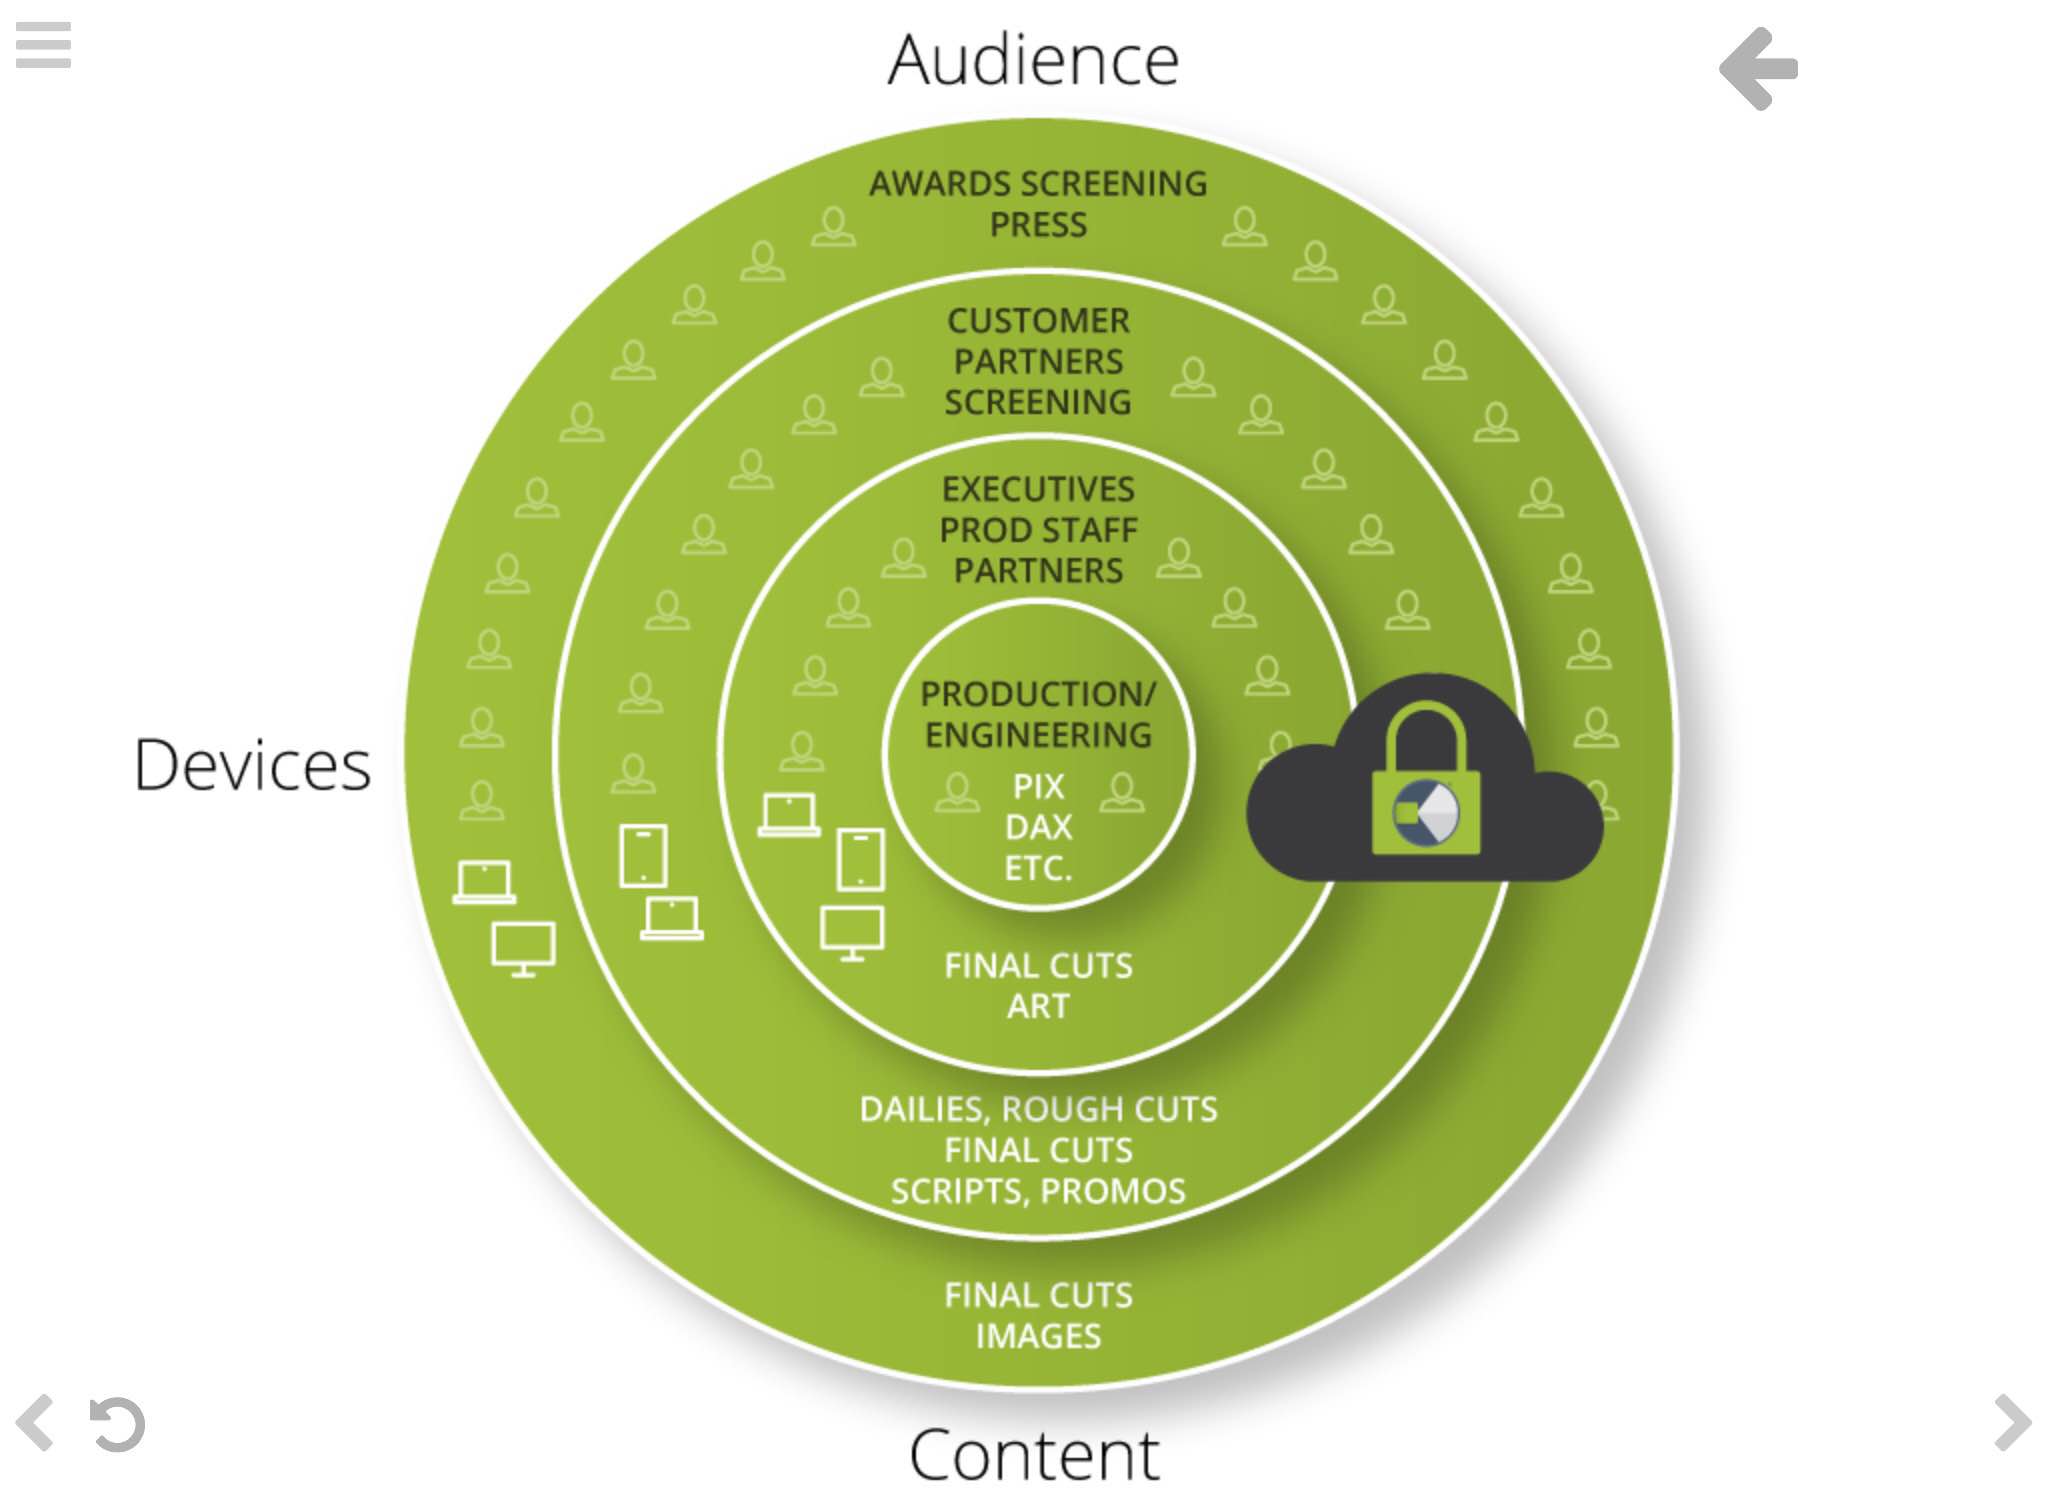 Audience
AWARDS SCREENING
PRESS
CUSTOMER
PARTNERS
SCREENING
EXECUTIVES
PROD STAFF
PARTNERS
PRODUCTION/
ENGINEERING
PIX
DAX
ETC.
Devices
FINAL CUTS
ART
DAILIES, ROUGH CUTS
FINAL CUTS
SCRIPTS, PROMOS
FINAL CUTS
IMAGES
Content